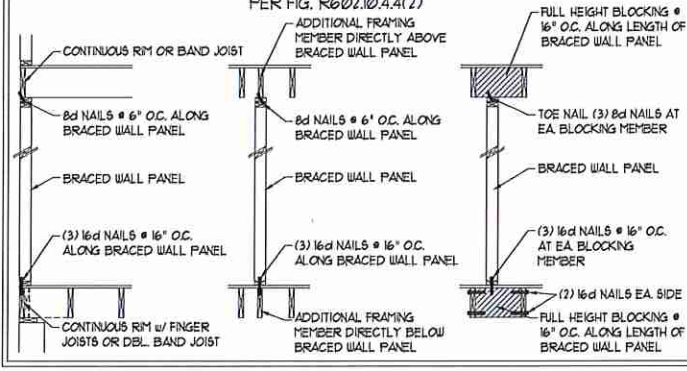 PER FIG. R602.10.4.4(2)
CONTINUOUS RIM OR BAND JOIST
8d NAILS @ 6" O.C. ALONG
BRACED WALL PANEL
BRACED WALL PANEL
(3) 16d NAILS @ 16" O.C.
ALONG BRACED WALL PANEL
CONTINUOUS RIM w/ FINGER
JOISTS OR DBL. BAND JOIST
ADDITIONAL FRAMING
MEMBER DIRECTLY ABOVE
BRACED WALL PANEL
8d NAILS @ 6" O.C. ALONG
BRACED WALL PANEL
BRACED WALL PANEL
(3) 16d NAILS @ 16" O.C.
ALONG BRACED WALL PANEL
ADDITIONAL FRAMING
MEMBER DIRECTLY BELOW
BRACED WALL PANEL
FULL HEIGHT BLOCKING @
16" O.C. ALONG LENGTH OF
BRACED WALL PANEL
TOE NAIL (3) 8d NAILS AT
EA. BLOCKING MEMBER
BRACED WALL PANEL
(3) 16d NAILS @ 16" O.C.
AT EA. BLOCKING
MEMBER
(2) 16d NAILS EA. SIDE
FULL HEIGHT BLOCKING @
16" O.C. ALONG LENGTH OF
BRACED WALL PANEL